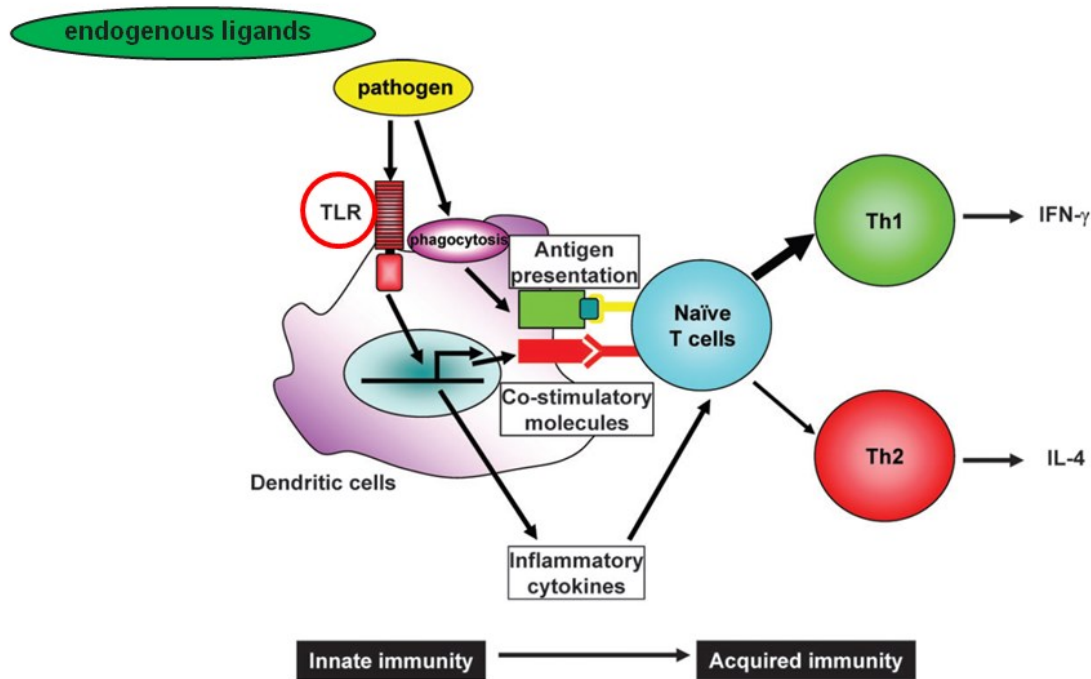 endogenous ligands
pathogen
TLR
phagocytosis
Antigen
presentation
Th1
IFN-γ
Naïve
T cells
Co-stimulatory
molecules
Th2
IL-4
Dendritic cells
Inflammatory
cytokines
Innate immunity
Acquired immunity